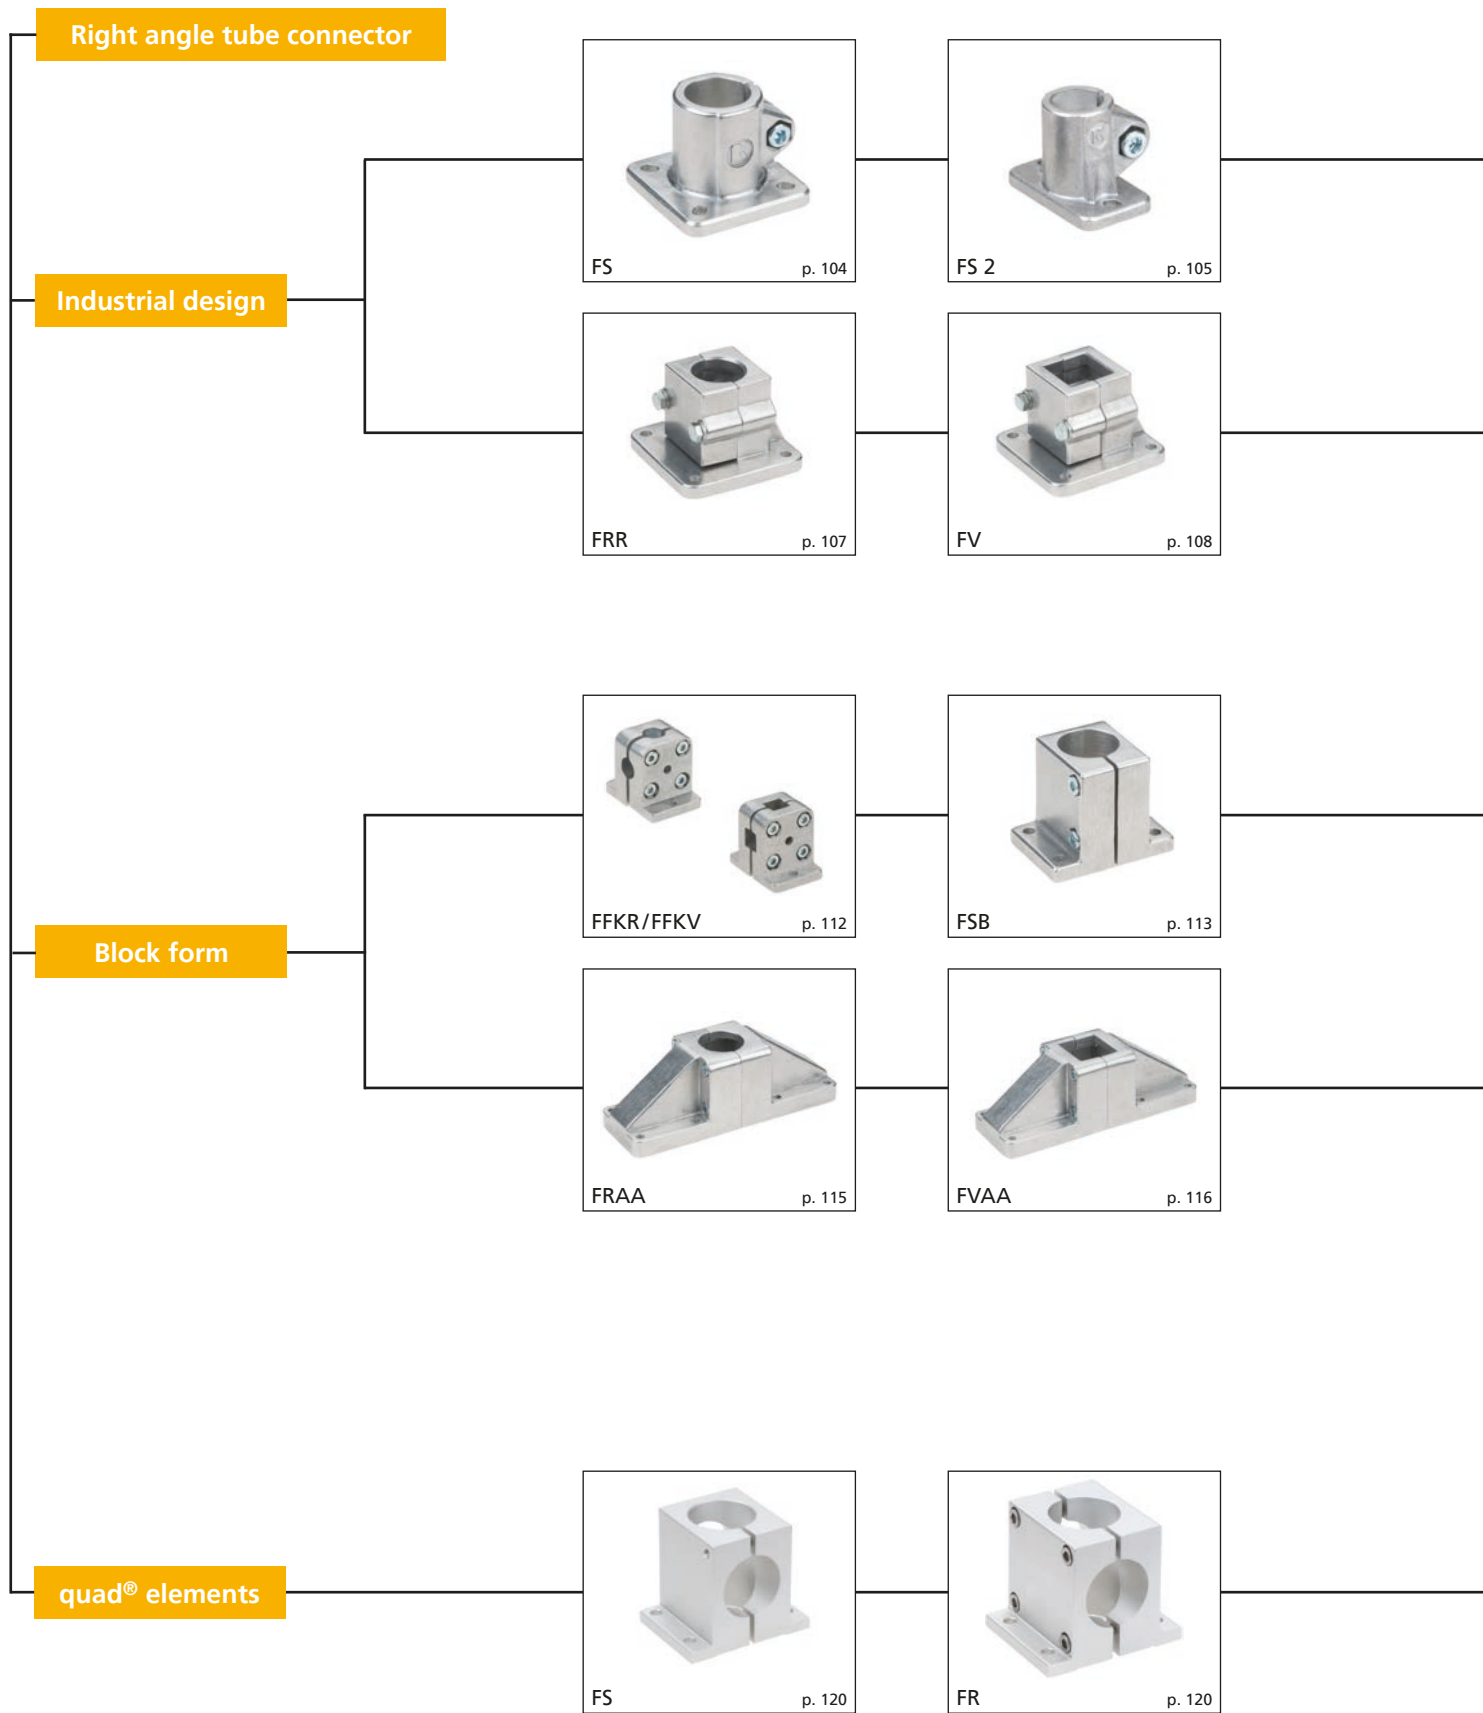 Right angle tube connector
FS p. 104
FS 2 p. 105
Industrial design
FRR p. 107
FV p. 108
FFKR/FFKV p. 112
FSB p. 113
Block form
FRAA p. 115
FVAA p. 116
quad® elements
FS p. 120
FR p. 120